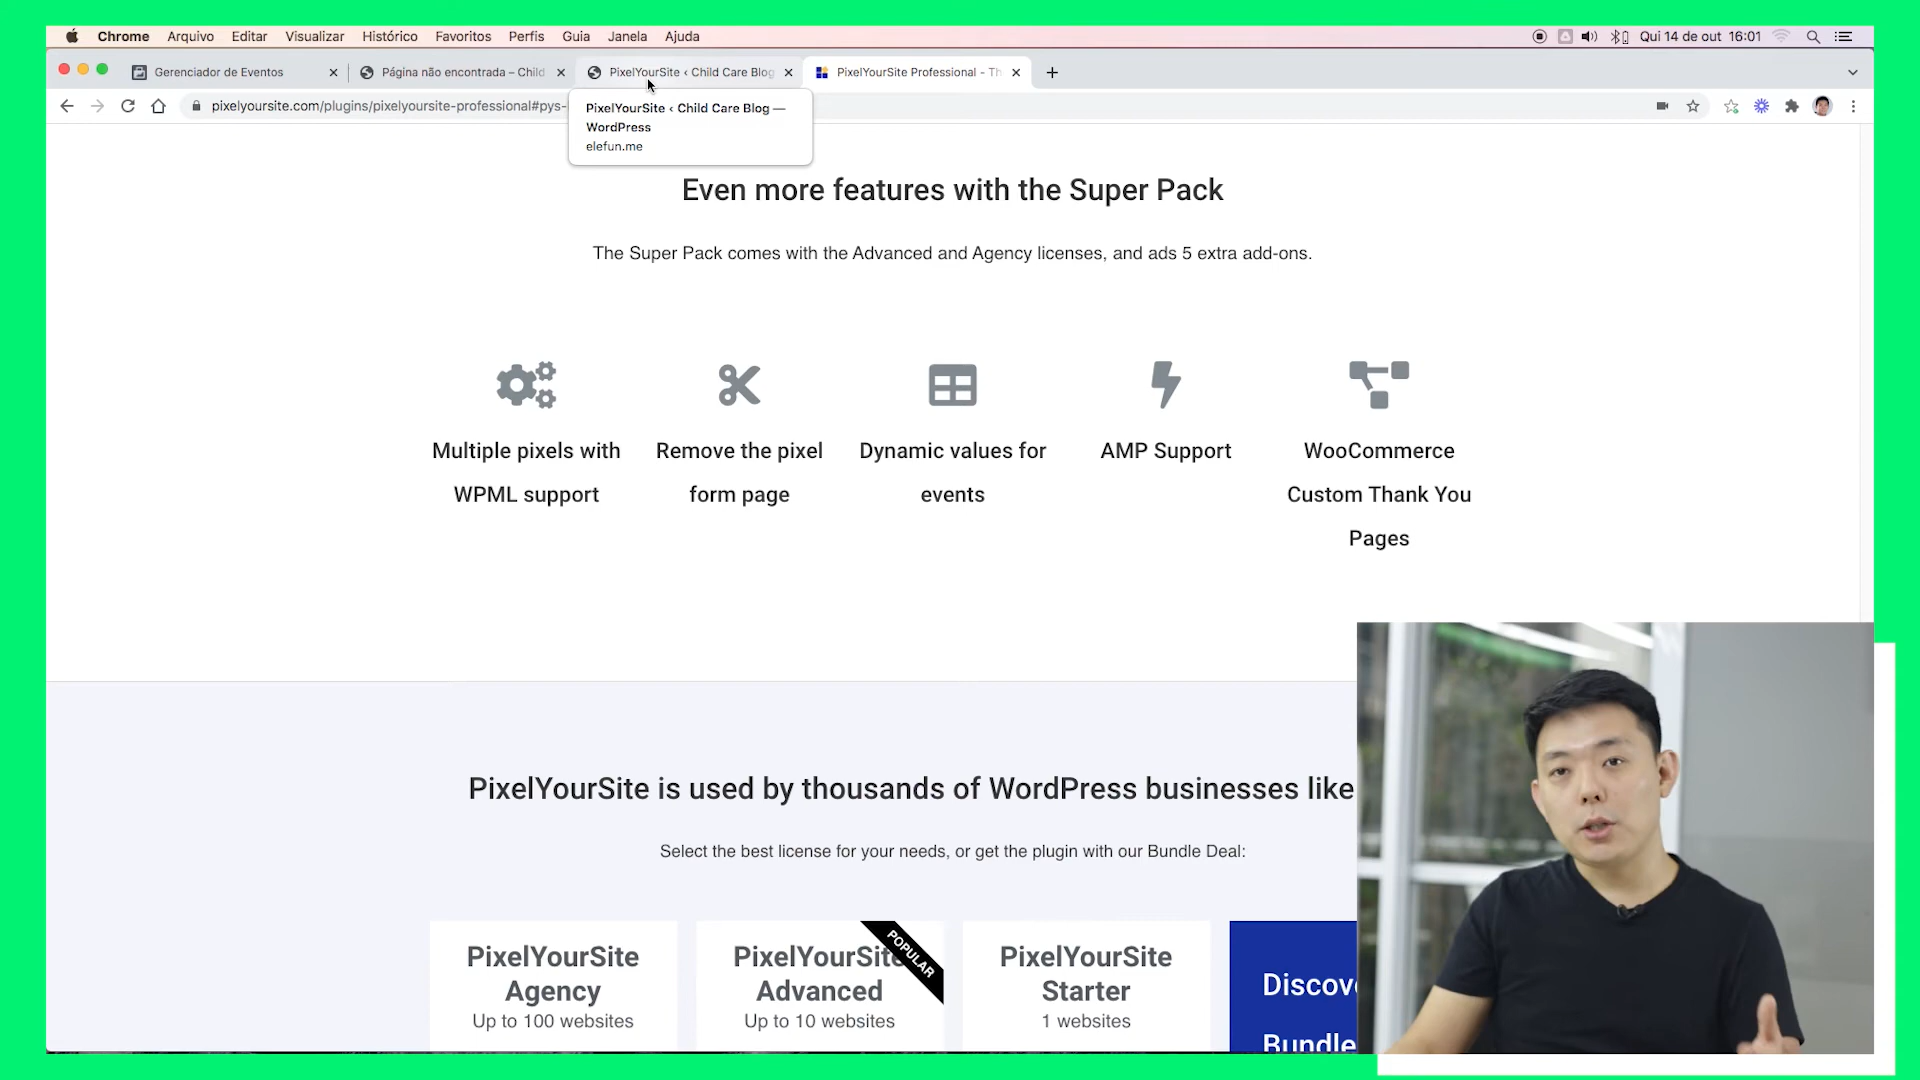 Chrome Arquivo Editar Visualizar Histórico Favoritos Perfis Guia Janela Ajuda
Qui 14 de out 16:01
Gerenciador de Eventos
Página não encontrada – Child
PixelYourSite ‹ Child Care Blog
PixelYourSite Professional - Th
pixelyoursite.com/plugins/pixelyoursite-professional#pys-
PixelYourSite ‹ Child Care Blog —
WordPress
elefun.me
Even more features with the Super Pack
The Super Pack comes with the Advanced and Agency licenses, and ads 5 extra add-ons.
Multiple pixels with
WPML support
Remove the pixel
form page
Dynamic values for
events
AMP Support
WooCommerce
Custom Thank You
Pages
PixelYourSite is used by thousands of WordPress businesses like
Select the best license for your needs, or get the plugin with our Bundle Deal:
PixelYourSite
Agency
Up to 100 websites
POPULAR
PixelYourSite
Advanced
Up to 10 websites
PixelYourSite
Starter
1 websites
Discov
Bundle